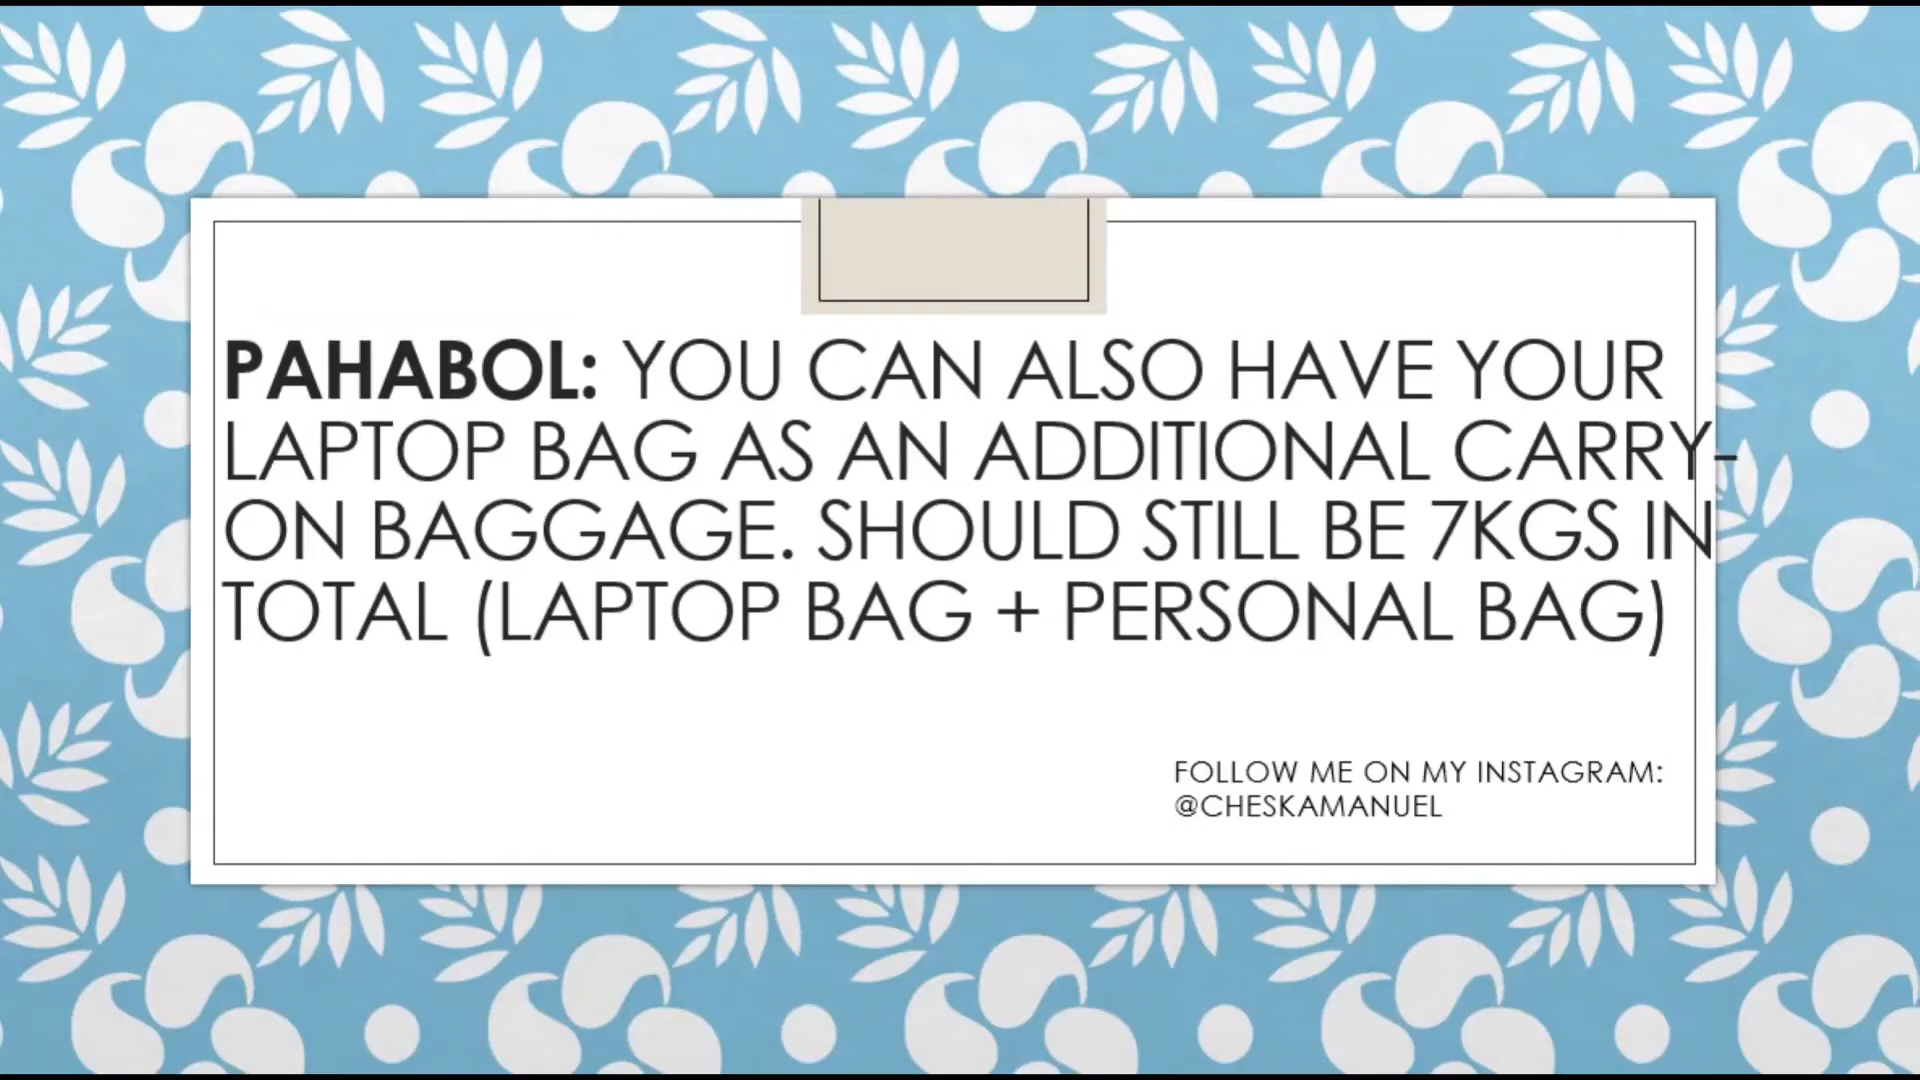 PAHABOL: YOU CAN ALSO HAVE YOUR
LAPTOP BAG AS AN ADDITIONAL CARRY-
ON BAGGAGE. SHOULD STILL BE 7KGS IN
TOTAL (LAPTOP BAG + PERSONAL BAG)
FOLLOW ME ON MY INSTAGRAM:
@CHESKAMANUEL